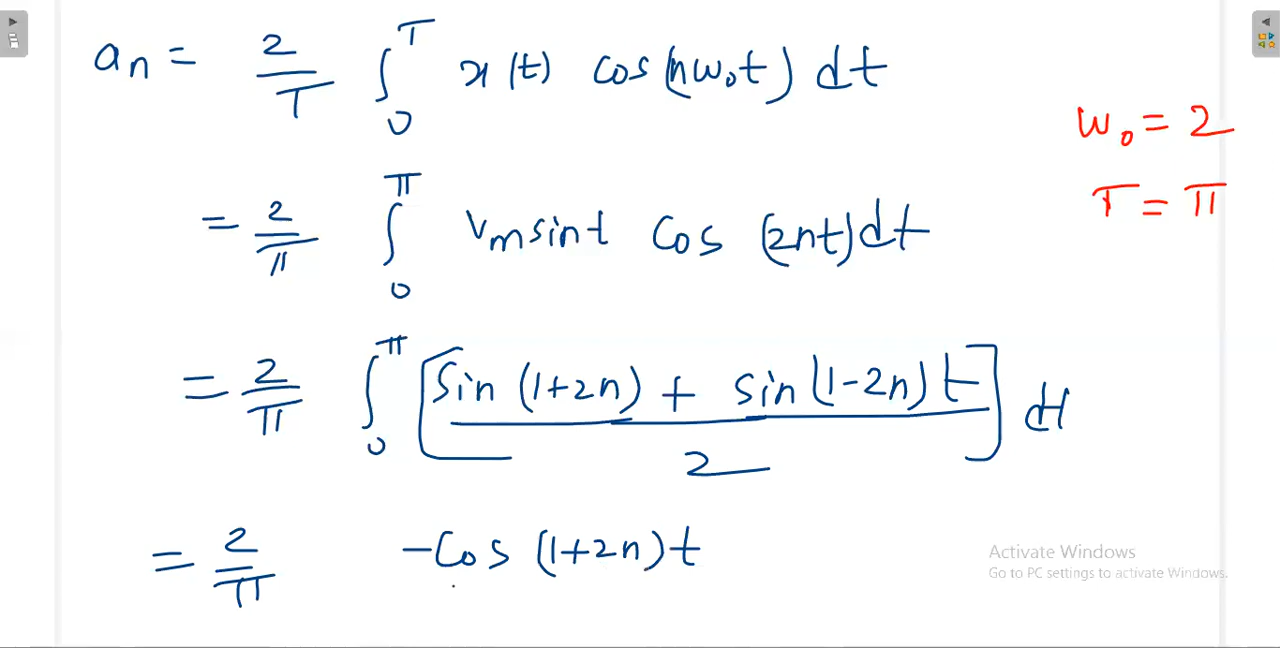 aₙ = 2/T ∫₀ᵀ x(t) cos(nω₀t) dt
ω₀ = 2
= 2/π ∫₀^π Vm sint cos (2nt) dt
T = π
= 2/π ∫₀^π [sin (1+2n) + sin (1-2n) t / 2] dt
= 2/π -cos (1+2n) t
Activate Windows
Go to PC settings to activate Windows.